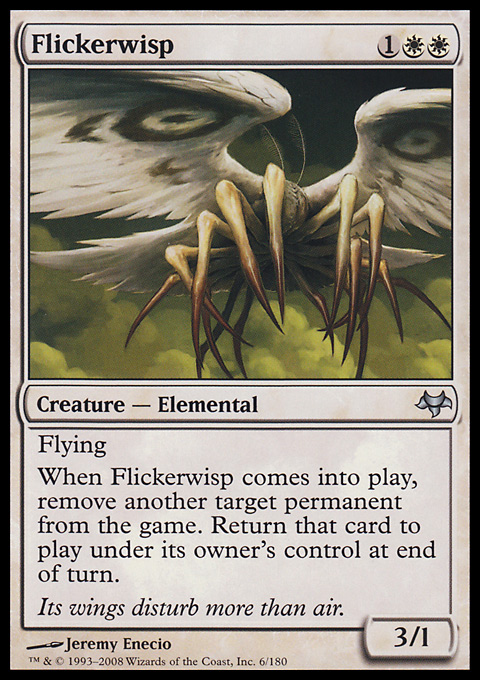 Flickerwisp 1
Creature — Elemental
Flying
When Flickerwisp comes into play,
remove another target permanent
from the game. Return that card to
play under its owner's control at end
of turn.
Its wings disturb more than air.
Jeremy Enecio
3/1
™ & © 1993–2008 Wizards of the Coast, Inc. 6/180